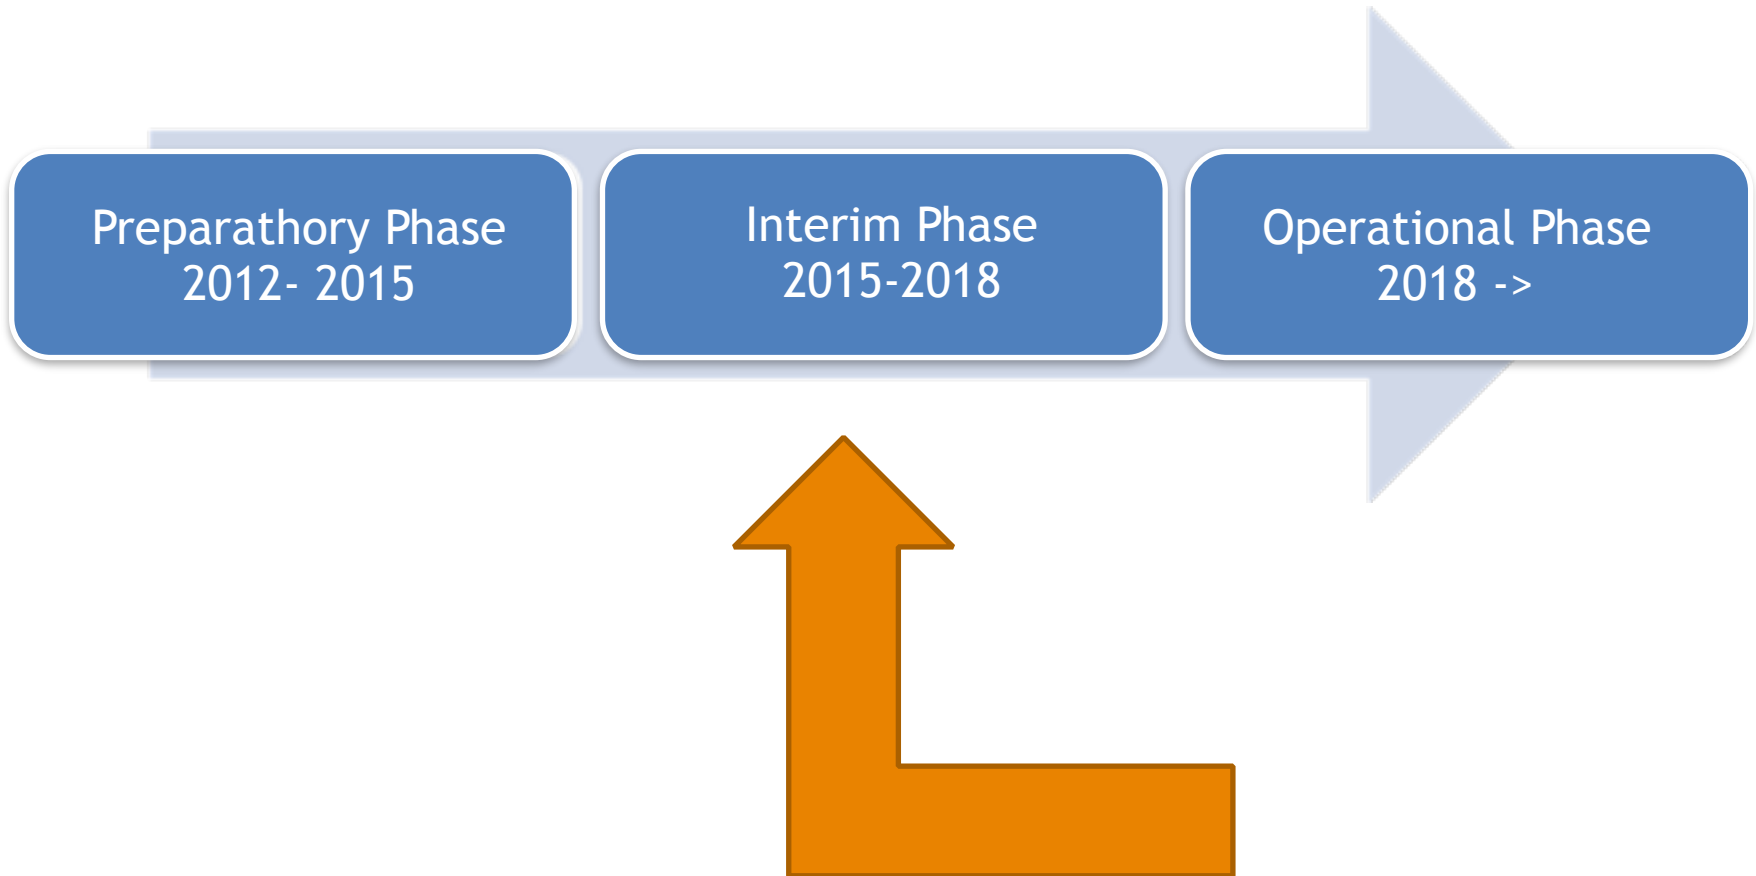 Preparathory Phase
2012- 2015
Interim Phase
2015-2018
Operational Phase
2018 ->